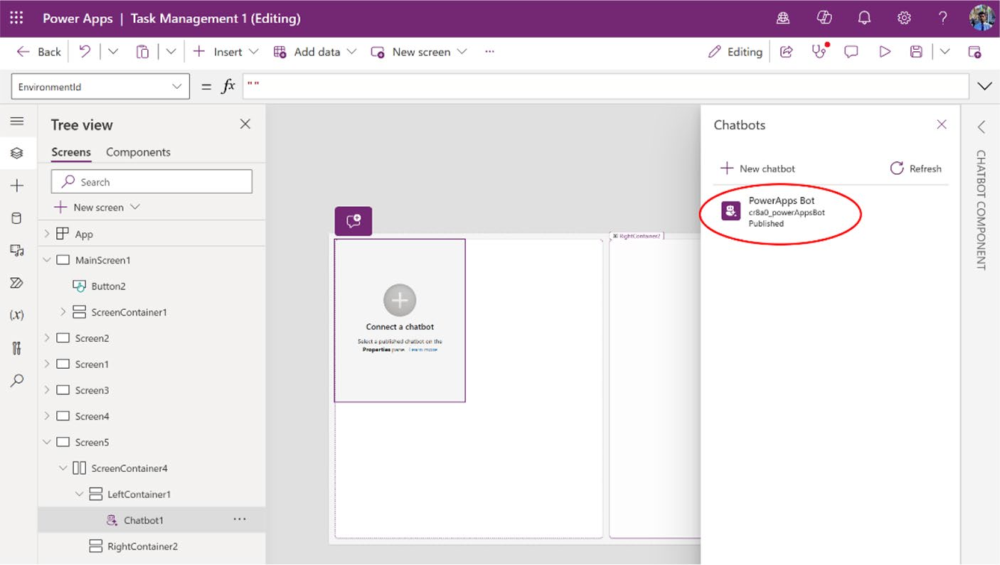 Power Apps | Task Management 1 (Editing)
Back Insert Add data New screen ... Editing
EnvironmentId = fx ""
Tree view
Screens Components
Search
New screen
App
MainScreen1
Button2
ScreenContainer1
Screen2
Screen1
Screen3
Screen4
Screen5
ScreenContainer4
LeftContainer1
Chatbot1 ...
RightContainer2
RightContainer2
Connect a chatbot
Select a published chatbot on the
Properties pane. Learn more
Chatbots
New chatbot Refresh
PowerApps Bot
cr8a0_powerAppsBot
Published
CHATBOT COMPONENT